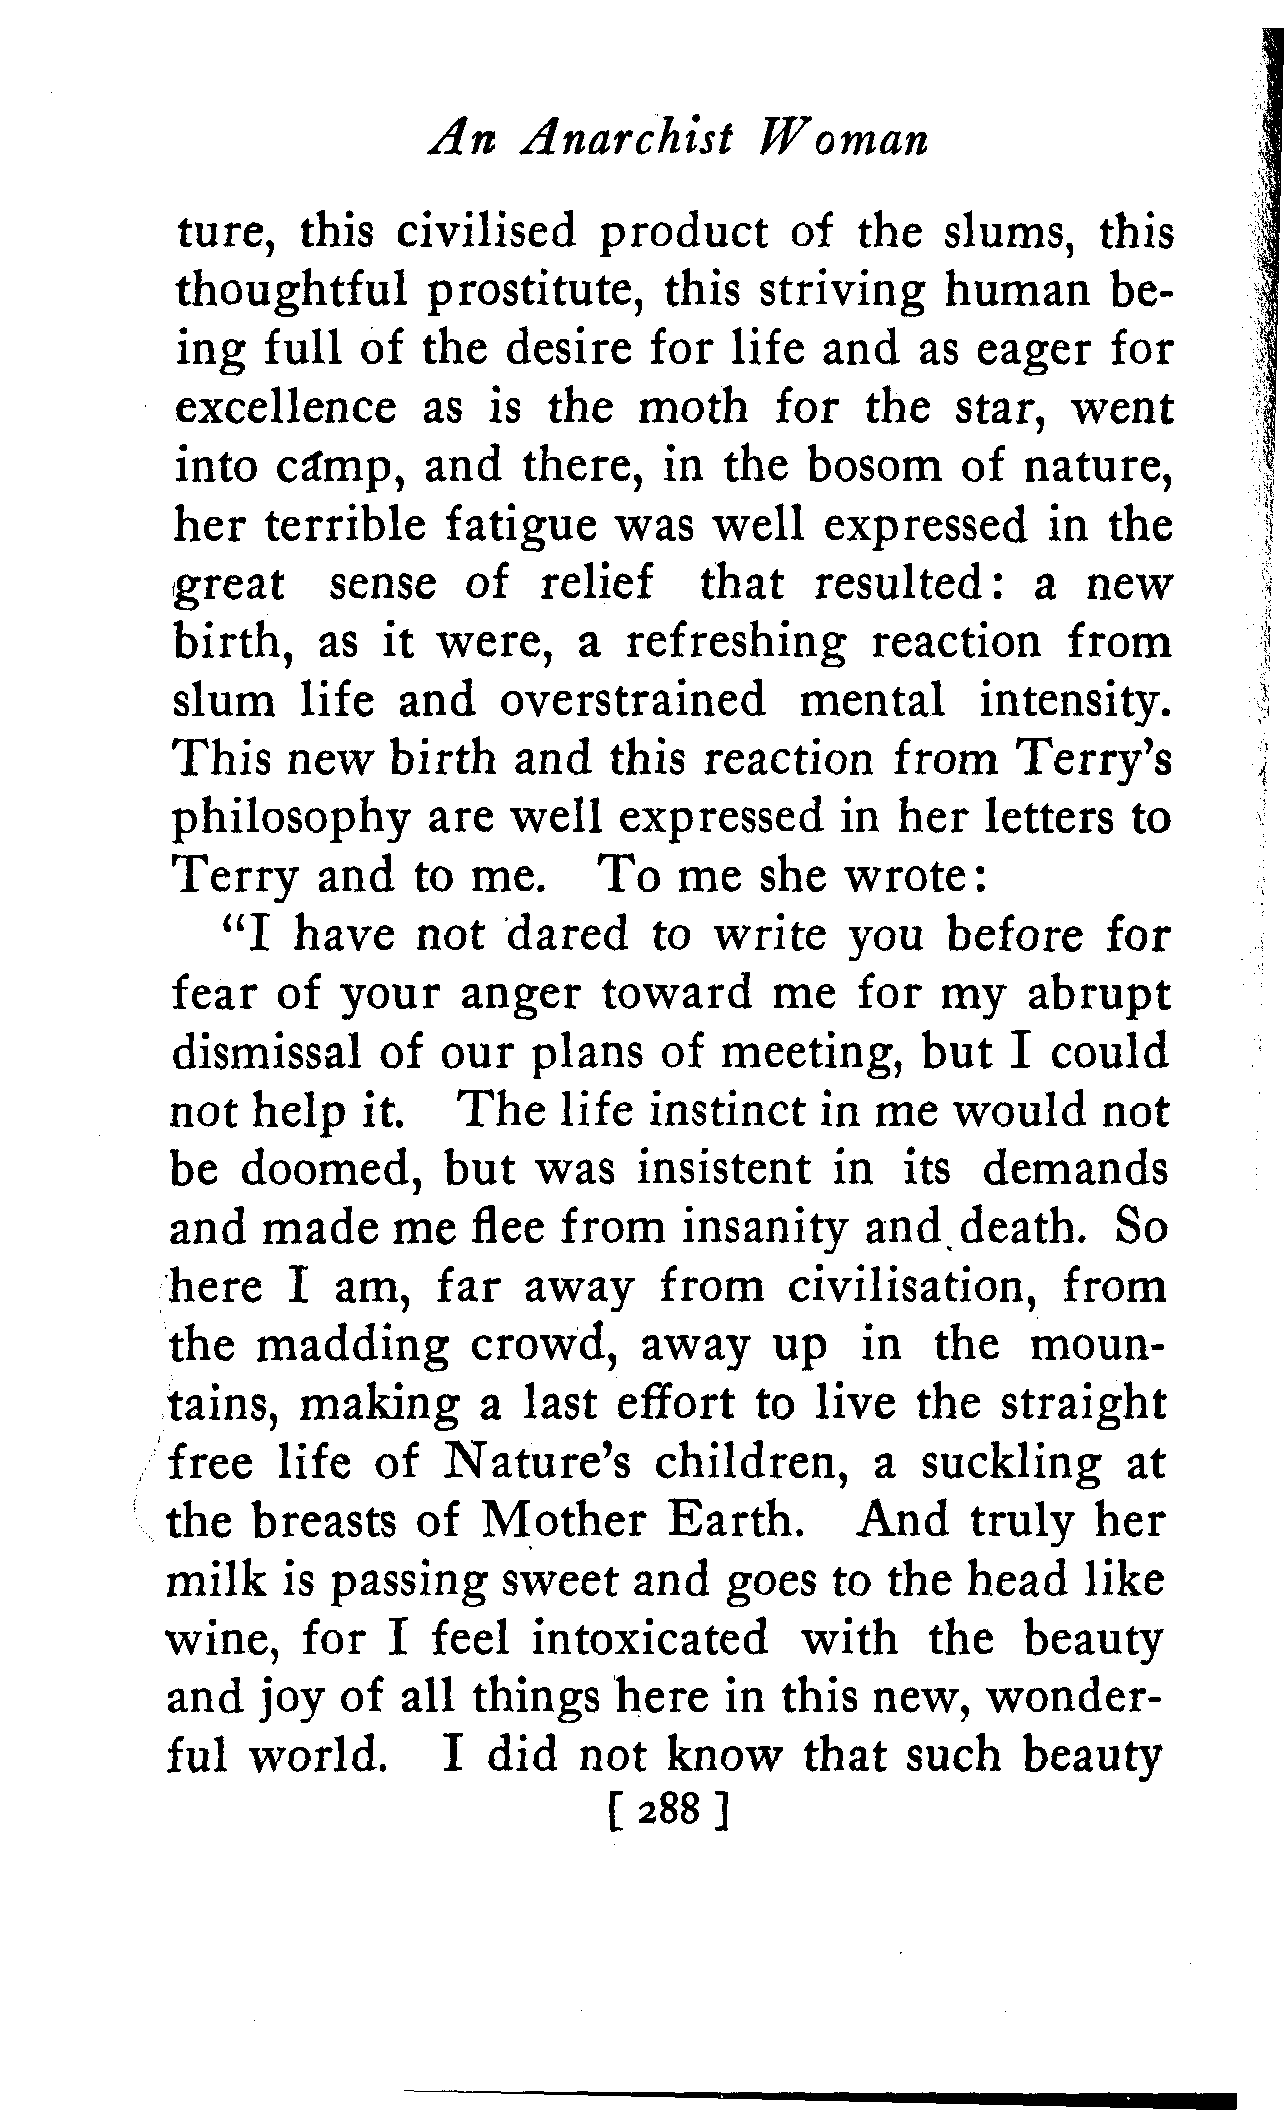 An Anarchist Woman
ture, this civilised product of the slums, this
thoughtful prostitute, this striving human be-
ing full of the desire for life and as eager for
excellence as is the moth for the star, went
into camp, and there, in the bosom of nature,
her terrible fatigue was well expressed in the
great sense of relief that resulted: a new
birth, as it were, a refreshing reaction from
slum life and overstrained mental intensity.
This new birth and this reaction from Terry's
philosophy are well expressed in her letters to
Terry and to me. To me she wrote:
"I have not dared to write you before for
fear of your anger toward me for my abrupt
dismissal of our plans of meeting, but I could
not help it. The life instinct in me would not
be doomed, but was insistent in its demands
and made me flee from insanity and death. So
here I am, far away from civilisation, from
the madding crowd, away up in the moun-
tains, making a last effort to live the straight
free life of Nature's children, a suckling at
the breasts of Mother Earth. And truly her
milk is passing sweet and goes to the head like
wine, for I feel intoxicated with the beauty
and joy of all things here in this new, wonder-
ful world. I did not know that such beauty
[ 288 ]